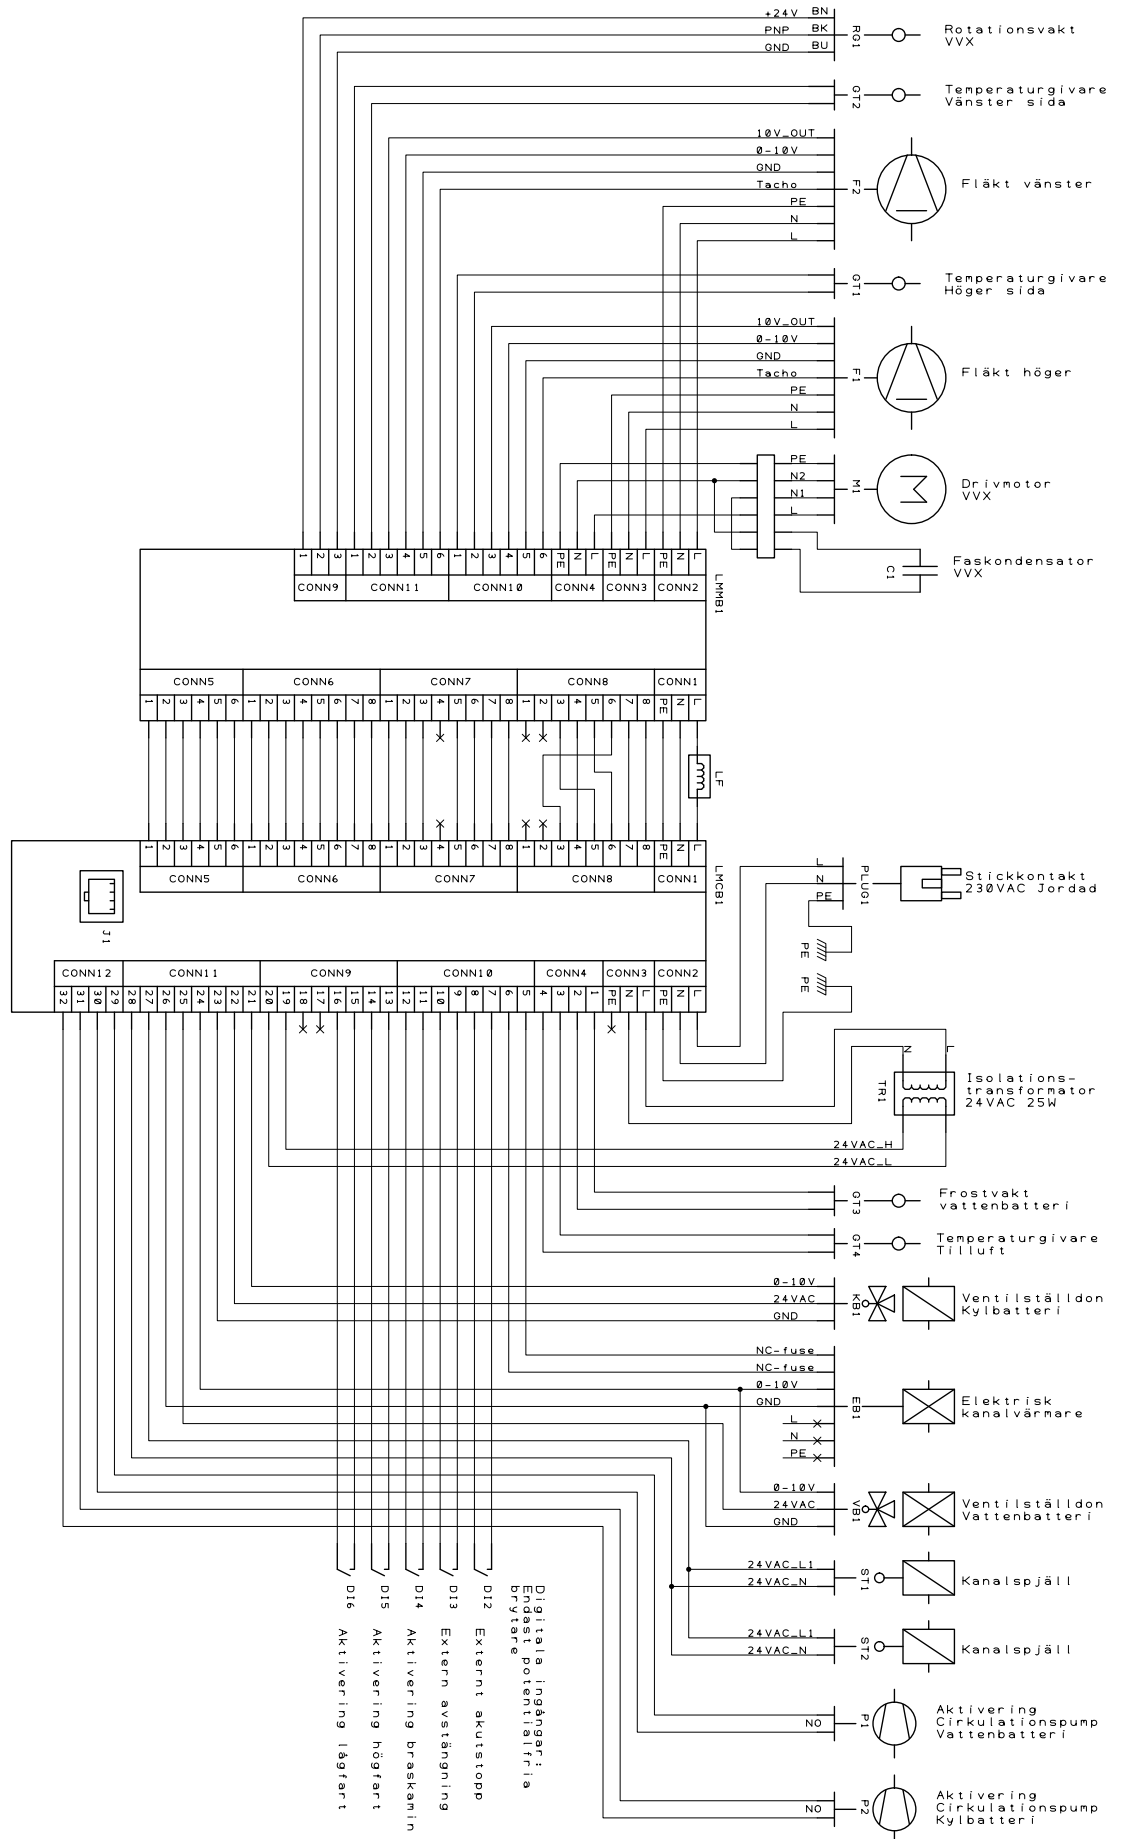 +24V BN
PNP BK
GND BU
RG1
Rotationsvakt
VVX
GT2
Temperaturgivare
Vänster sida
10V_OUT
0-10V
GND
Tacho
PE
N
L
F2
Fläkt vänster
GT1
Temperaturgivare
Höger sida
10V_OUT
0-10V
GND
Tacho
PE
N
L
F1
Fläkt höger
PE
N2
N1
L
M1
M
Drivmotor
VVX
C1
Faskondensator
VVX
1 2 3 1 2 3 4 5 6 1 2 3 4 5 6 PE N L PE N L PE N L
CONN9 CONN11 CONN10 CONN4 CONN3 CONN2
LMMB1
CONN5 CONN6 CONN7 CONN8 CONN1
1 2 3 4 5 6 1 2 3 4 5 6 7 8 1 2 3 4 5 6 7 8 1 2 3 4 5 6 7 8 PE N L
LF
1 2 3 4 5 6 1 2 3 4 5 6 7 8 1 2 3 4 5 6 7 8 1 2 3 4 5 6 7 8 PE N L
CONN5 CONN6 CONN7 CONN8 CONN1
LMCB1
J1
CONN12 CONN11 CONN9 CONN10 CONN4 CONN3 CONN2
32 31 30 29 28 27 26 25 24 23 22 21 20 19 18 17 16 15 14 13 12 11 10 9 8 7 6 5 4 3 2 1 PE N L PE N L
L
N
PE
PLUG1
Stickkontakt
230VAC Jordad
PE
PE
N L
TR1
Isolations-
transformator
24VAC 25W
24VAC_H
24VAC_L
GT3
Frostvakt
vattenbatteri
GT4
Temperaturgivare
Tilluft
0-10V
24VAC
GND
KB1
Ventilställdon
Kylbatteri
NC-fuse
NC-fuse
0-10V
GND
L
N
PE
EB1
Elektrisk
kanalvärmare
0-10V
24VAC
GND
VB1
Ventilställdon
Vattenbatteri
24VAC_L1
24VAC_N
ST1
Kanalspjäll
24VAC_L1
24VAC_N
ST2
Kanalspjäll
NO
P1
Aktivering
Cirkulationspump
Vattenbatteri
NO
P2
Aktivering
Cirkulationspump
Kylbatteri
Digitala ingångar:
Endast potentialfria
brytare
DI2 Externt akutstopp
DI3 Extern avstängning
DI4 Aktivering braskamin
DI5 Aktivering högfart
DI6 Aktivering lågfart